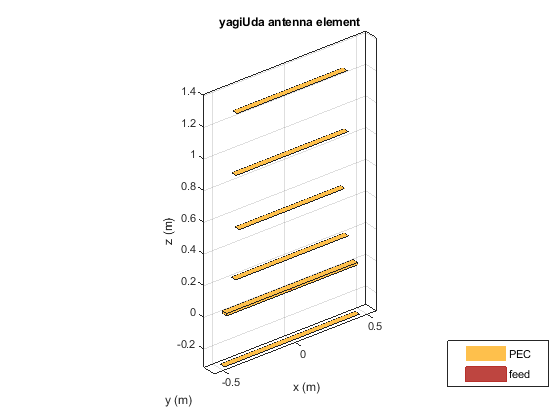 yagiUda antenna element
1.4
1.2
1
0.8
0.6
0.4
0.2
0
-0.2
z (m)
-0.5
0
0.5
x (m)
y (m)
PEC
feed